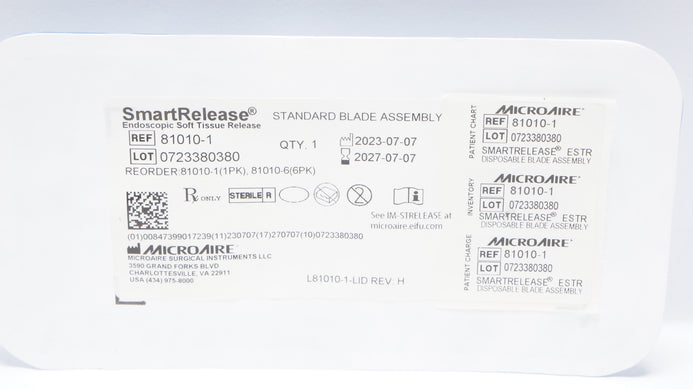 SmartRelease®
Endoscopic Soft Tissue Release
STANDARD BLADE ASSEMBLY
REF 81010-1
LOT 0723380380
QTY. 1
2023-07-07
2027-07-07
REORDER:81010-1(1PK), 81010-6(6PK)
Rx ONLY
STERILE R
2
i
See IM-STRELEASE at
microaire.eifu.com
(01)00847399017239(11)230707(17)270707(10)0723380380
MICROAIRE
MICROAIRE SURGICAL INSTRUMENTS LLC
3590 GRAND FORKS BLVD
CHARLOTTESVILLE, VA 22911
USA (434) 975-8000
L81010-1-LID REV: H
PATIENT CHART
MICROAIRE®
REF 81010-1
LOT 0723380380
SMARTRELEASE® ESTR
DISPOSABLE BLADE ASSEMBLY
INVENTORY
MICROAIRE®
REF 81010-1
LOT 0723380380
SMARTRELEASE® ESTR
DISPOSABLE BLADE ASSEMBLY
PATIENT CHARGE
MICROAIRE®
REF 81010-1
LOT 0723380380
SMARTRELEASE® ESTR
DISPOSABLE BLADE ASSEMBLY